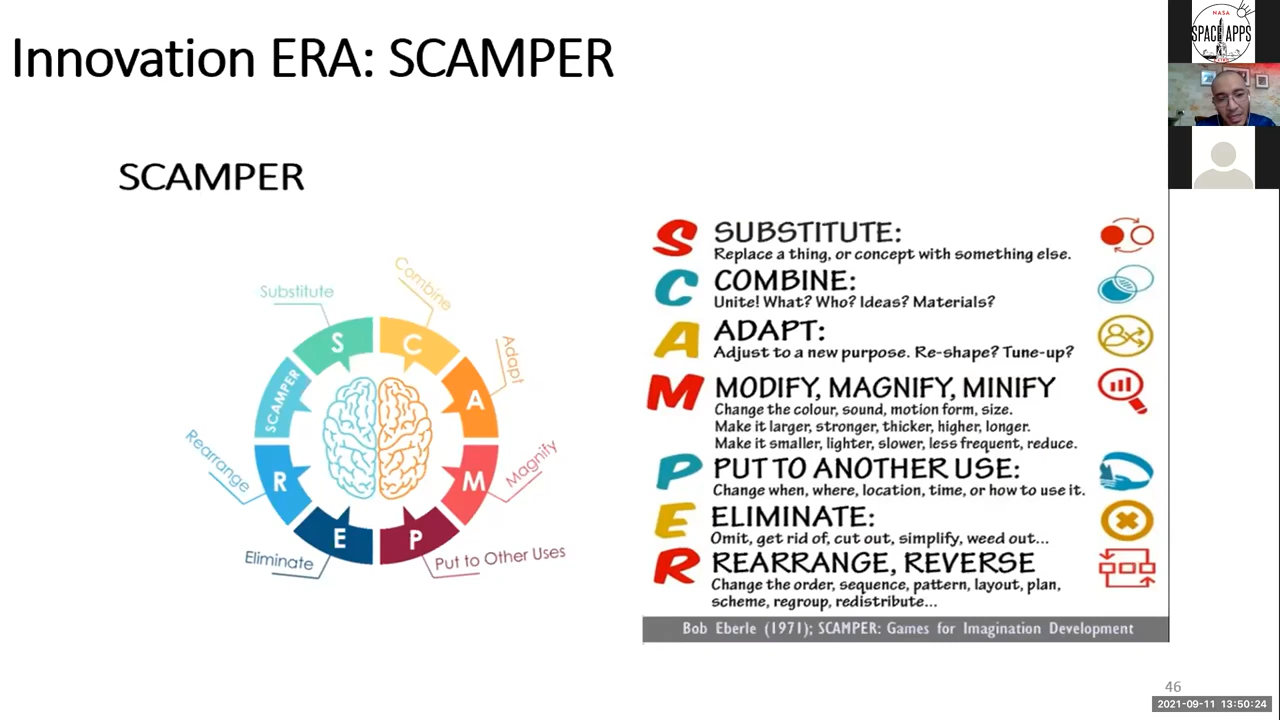 Innovation ERA: SCAMPER
NASA
SPACE APPS
SCAMPER
Substitute
Combine
Adapt
Magnify
Put to Other Uses
Eliminate
Rearrange
SCAMPER
S
C
A
M
P
E
R
S SUBSTITUTE:
Replace a thing, or concept with something else.
C COMBINE:
Unite! What? Who? Ideas? Materials?
A ADAPT:
Adjust to a new purpose. Re-shape? Tune-up?
M MODIFY, MAGNIFY, MINIFY
Change the colour, sound, motion form, size.
Make it larger, stronger, thicker, higher, longer.
Make it smaller, lighter, slower, less frequent, reduce.
P PUT TO ANOTHER USE:
Change when, where, location, time, or how to use it.
E ELIMINATE:
Omit, get rid of, cut out, simplify, weed out...
R REARRANGE, REVERSE
Change the order, sequence, pattern, layout, plan,
scheme, regroup, redistribute...
Bob Eberle (1971); SCAMPER: Games for Imagination Development
46
2021-09-11 13:50:24